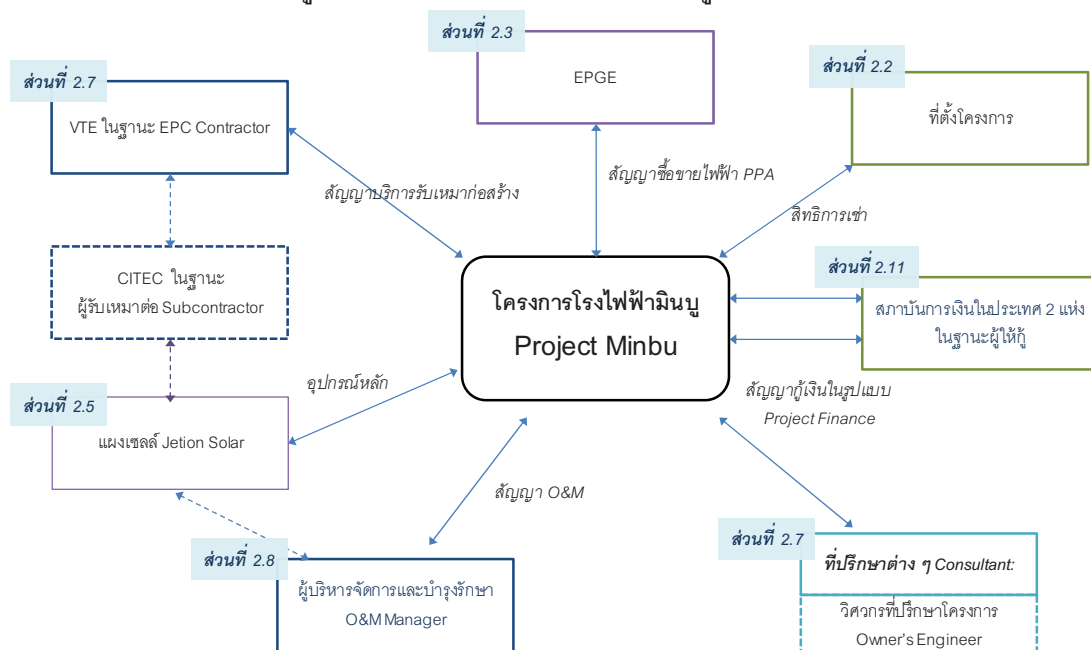 ส่วนที่ 2.3
EPGE
ส่วนที่ 2.7
VTE ในฐานะ EPC Contractor
ส่วนที่ 2.2
ที่ตั้งโครงการ
สัญญาบริการรับเหมาก่อสร้าง
สัญญาซื้อขายไฟฟ้า PPA
สิทธิการเช่า
CITEC ในฐานะ
ผู้รับเหมาต่อ Subcontractor
โครงการโรงไฟฟ้ามินบู
Project Minbu
ส่วนที่ 2.11
สภาบันการเงินในประเทศ 2 แห่ง
ในฐานะผู้ให้กู้
อุปกรณ์หลัก
สัญญากู้เงินในรูปแบบ
Project Finance
ส่วนที่ 2.5
แผงเซลล์ Jetion Solar
สัญญา O&M
ส่วนที่ 2.8
ผู้บริหารจัดการและบำรุงรักษา
O&M Manager
ส่วนที่ 2.7
ที่ปรึกษาต่าง ๆ Consultant:
วิศวกรที่ปรึกษาโครงการ
Owner's Engineer